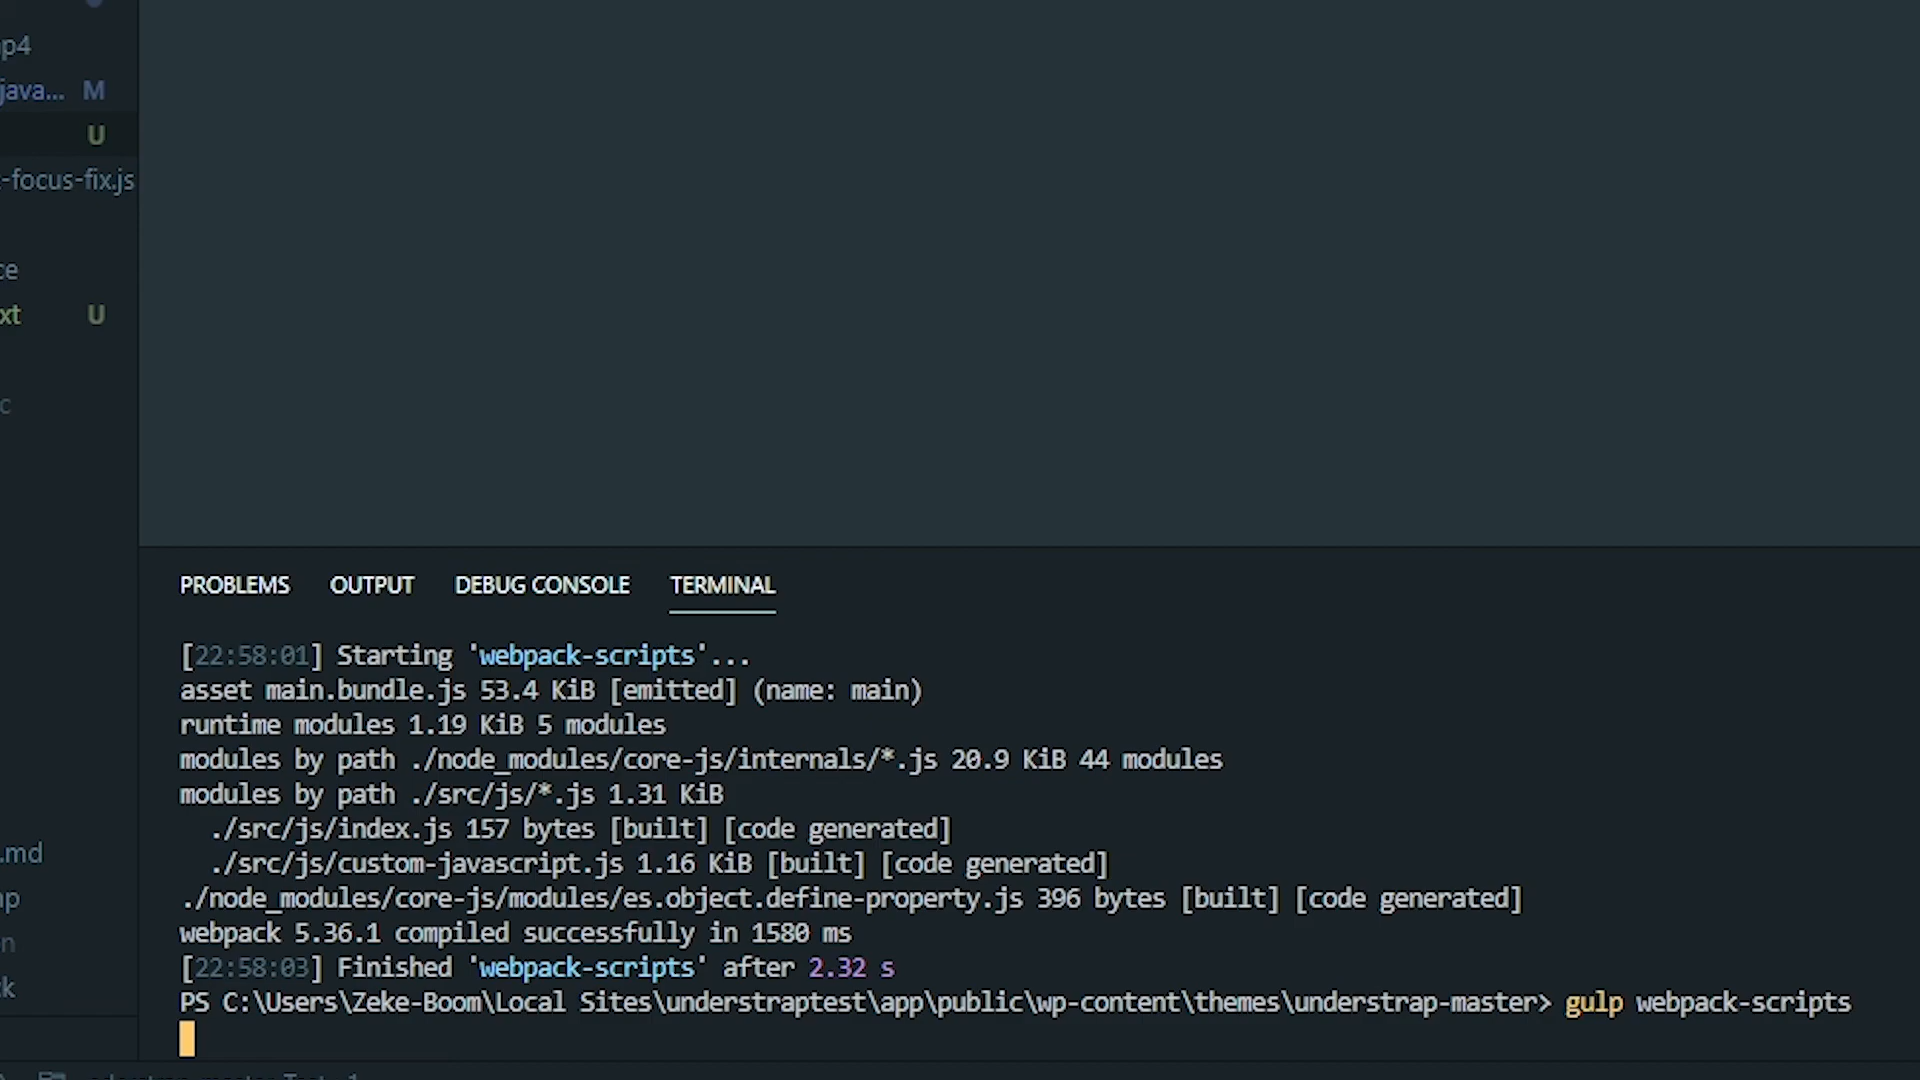 p4
java... M
U
-focus-fix.js
ce
xt U
c
.md
np
n
k
PROBLEMS OUTPUT DEBUG CONSOLE TERMINAL
[22:58:01] Starting 'webpack-scripts'...
asset main.bundle.js 53.4 KiB [emitted] (name: main)
runtime modules 1.19 KiB 5 modules
modules by path ./node_modules/core-js/internals/*.js 20.9 KiB 44 modules
modules by path ./src/js/*.js 1.31 KiB
./src/js/index.js 157 bytes [built] [code generated]
./src/js/custom-javascript.js 1.16 KiB [built] [code generated]
./node_modules/core-js/modules/es.object.define-property.js 396 bytes [built] [code generated]
webpack 5.36.1 compiled successfully in 1580 ms
[22:58:03] Finished 'webpack-scripts' after 2.32 s
PS C:\Users\Zeke-Boom\Local Sites\understraptest\app\public\wp-content\themes\understrap-master> gulp webpack-scripts